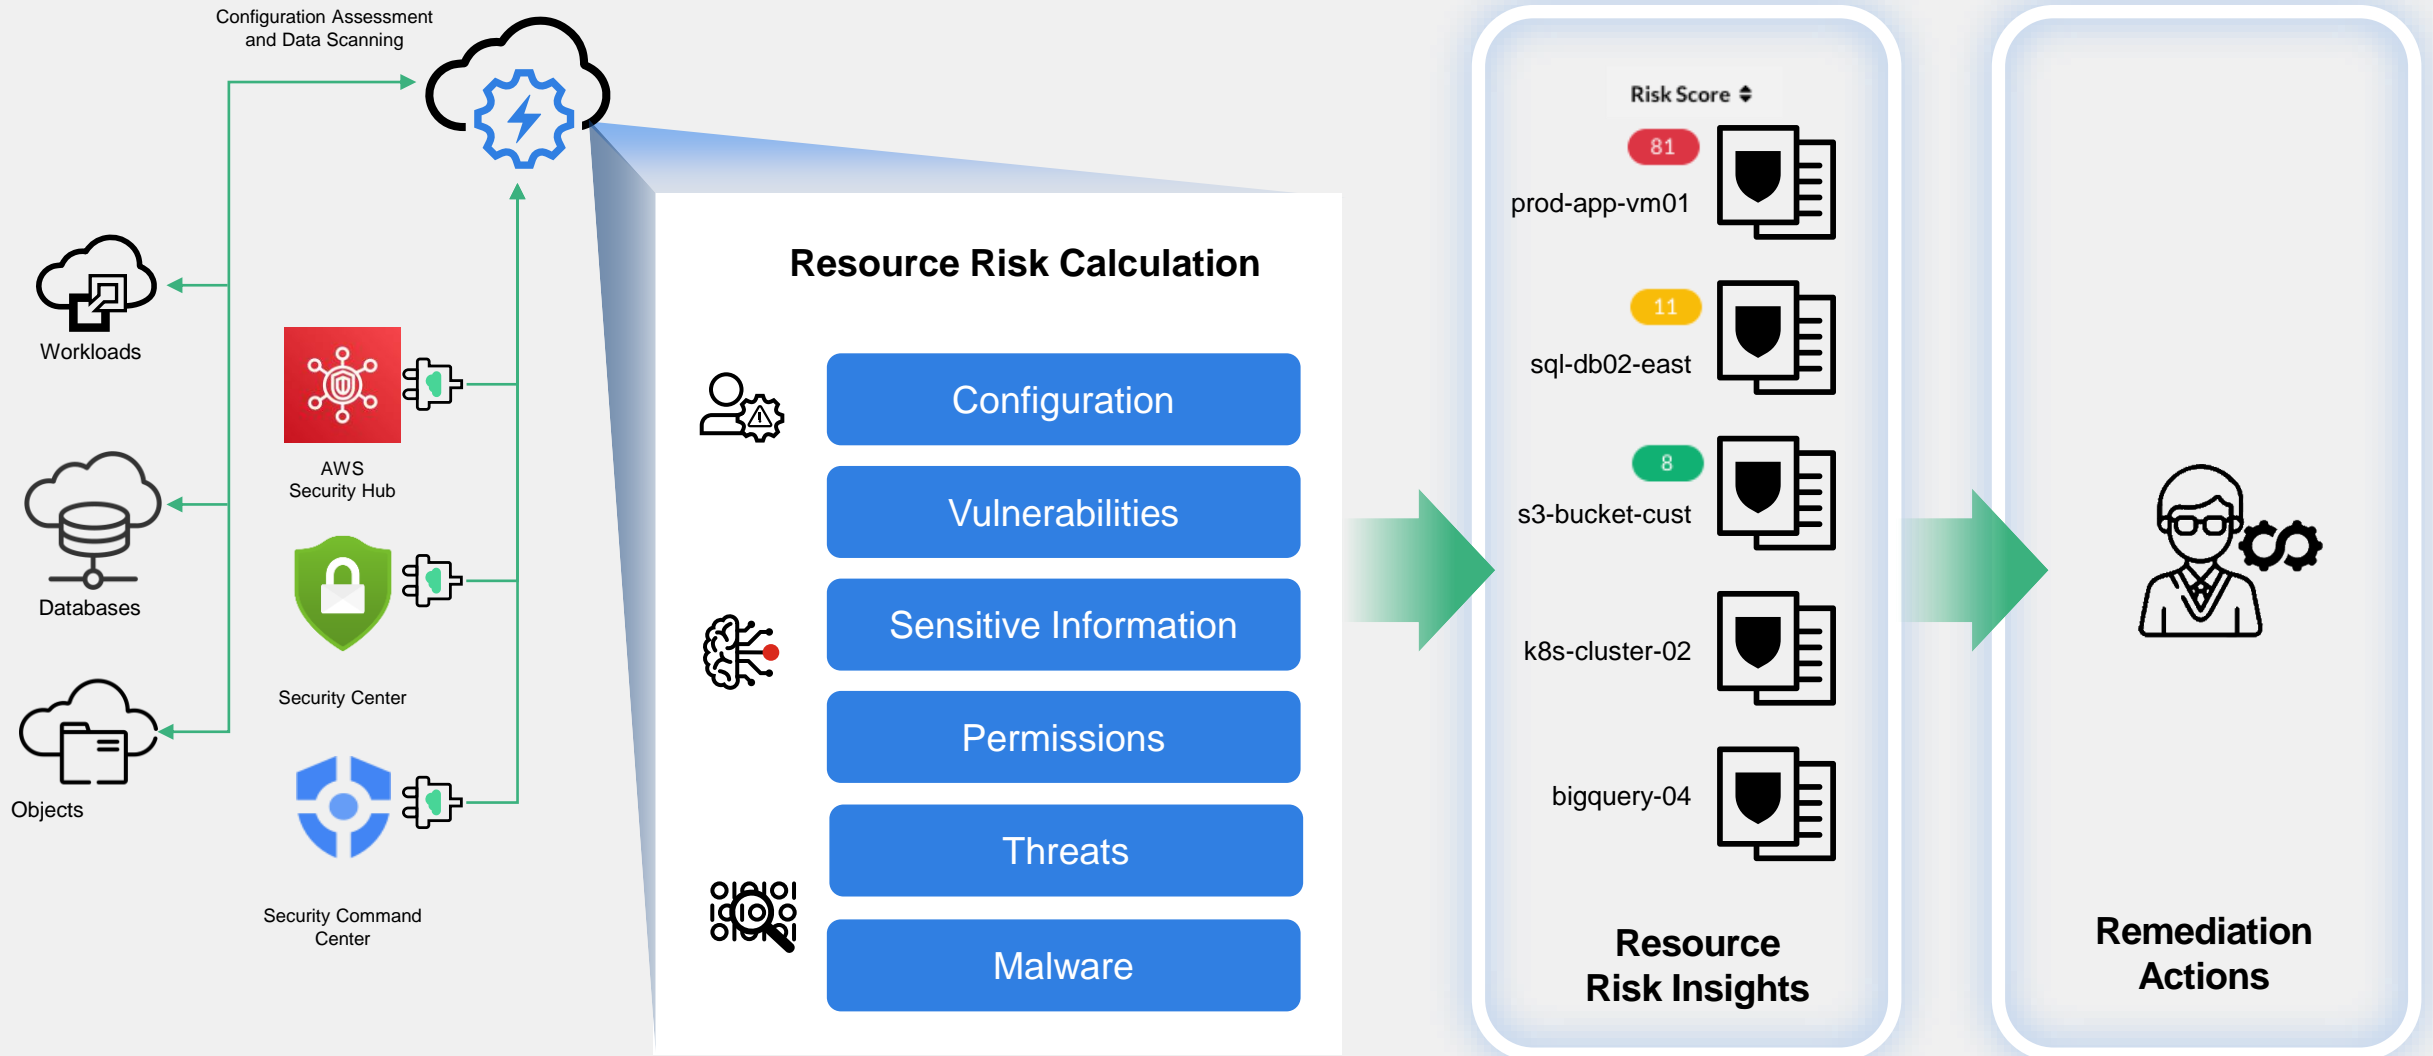 Configuration Assessment
and Data Scanning
Workloads
Databases
Objects
AWS
Security Hub
Security Center
Security Command
Center
Resource Risk Calculation
Configuration
Vulnerabilities
Sensitive Information
Permissions
Threats
Malware
Risk Score
81
prod-app-vm01
11
sql-db02-east
8
s3-bucket-cust
k8s-cluster-02
bigquery-04
Resource
Risk Insights
Remediation
Actions